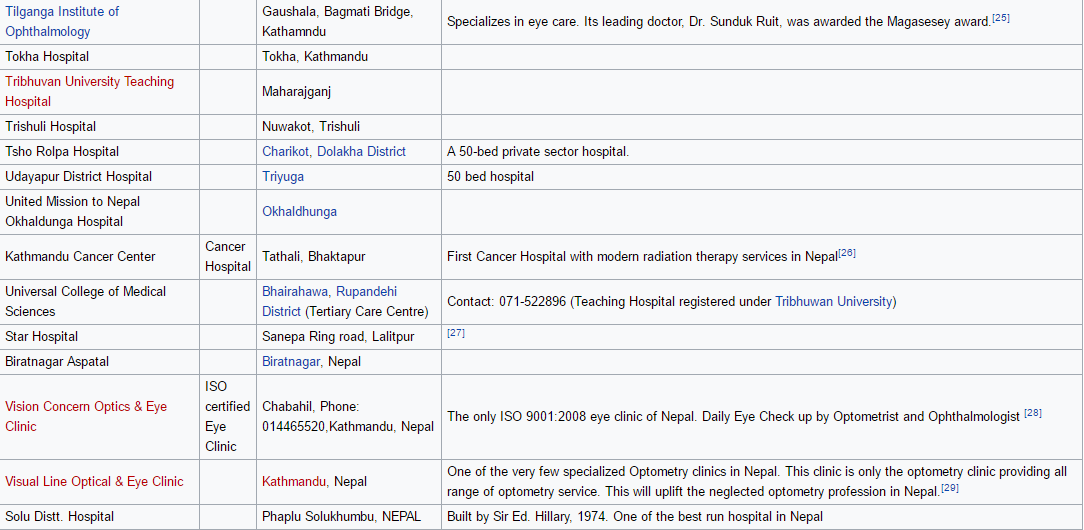 Tilganga Institute of
Ophthalmology
Gaushala, Bagmati Bridge,
Kathamndu
Specializes in eye care. Its leading doctor, Dr. Sunduk Ruit, was awarded the Magasesey award.[25]
Tokha Hospital
Tokha, Kathmandu
Tribhuvan University Teaching
Hospital
Maharajganj
Trishuli Hospital
Nuwakot, Trishuli
Tsho Rolpa Hospital
Charikot, Dolakha District
A 50-bed private sector hospital.
Udayapur District Hospital
Triyuga
50 bed hospital
United Mission to Nepal
Okhaldunga Hospital
Okhaldhunga
Kathmandu Cancer Center
Cancer
Hospital
Tathali, Bhaktapur
First Cancer Hospital with modern radiation therapy services in Nepal[26]
Universal College of Medical
Sciences
Bhairahawa, Rupandehi
District (Tertiary Care Centre)
Contact: 071-522896 (Teaching Hospital registered under Tribhuwan University)
Star Hospital
Sanepa Ring road, Lalitpur
[27]
Biratnagar Aspatal
Biratnagar, Nepal
Vision Concern Optics & Eye
Clinic
ISO
certified
Eye
Clinic
Chabahil, Phone:
014465520,Kathmandu, Nepal
The only ISO 9001:2008 eye clinic of Nepal. Daily Eye Check up by Optometrist and Ophthalmologist [28]
Visual Line Optical & Eye Clinic
Kathmandu, Nepal
One of the very few specialized Optometry clinics in Nepal. This clinic is only the optometry clinic providing all
range of optometry service. This will uplift the neglected optometry profession in Nepal.[29]
Solu Distt. Hospital
Phaplu Solukhumbu, NEPAL
Built by Sir Ed. Hillary, 1974. One of the best run hospital in Nepal